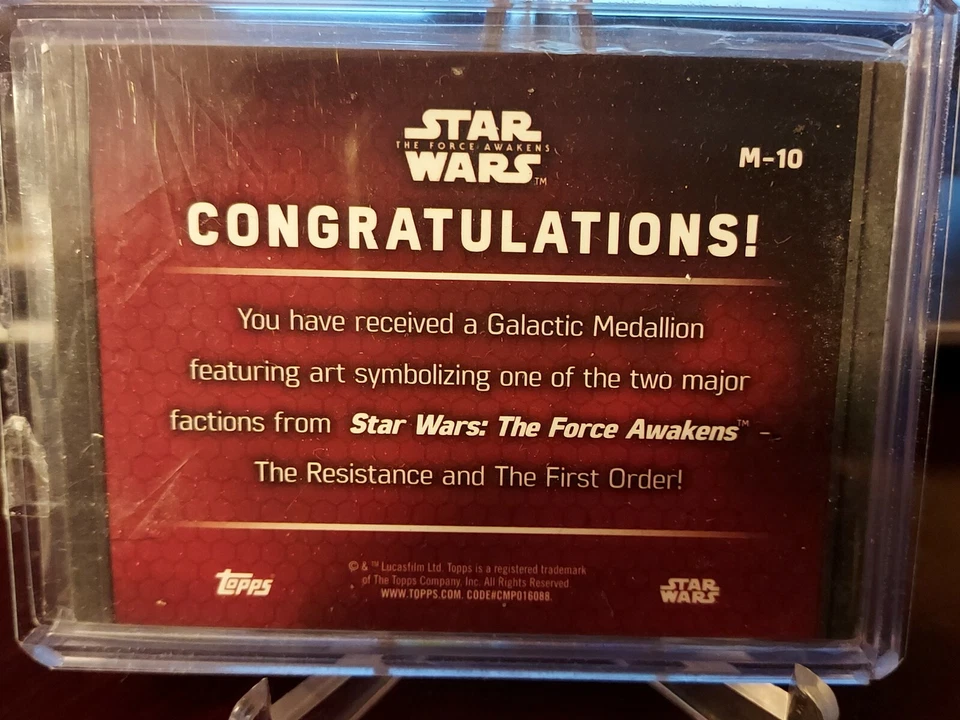 STAR
THE FORCE AWAKENS
WARS™
M-10
CONGRATULATIONS!
You have received a Galactic Medallion
featuring art symbolizing one of the two major
factions from Star Wars: The Force Awakens™ –
The Resistance and The First Order!
© & ™ Lucasfilm Ltd. Topps is a registered trademark
of The Topps Company, Inc. All Rights Reserved.
WWW.TOPPS.COM. CODE#CMP016088.
topps
STAR
WARS